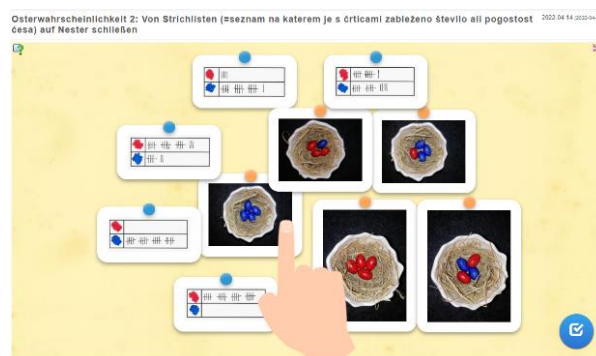 Osterwahrscheinlichkeit 2: Von Strichlisten (=seznam na katerem je s črticami zableženo število ali pogostost
česa) auf Nester schließen
2022.04.14